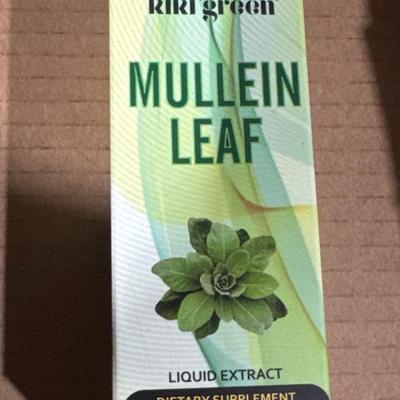 KIKI green
MULLEIN
LEAF
LIQUID EXTRACT
DIETARY SUPPLEMENT